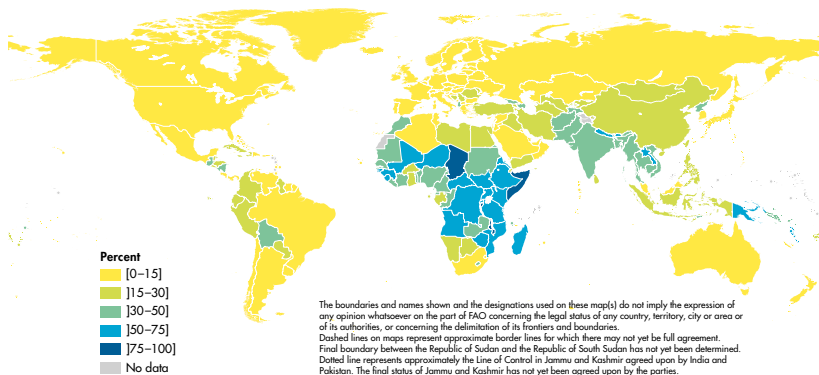 Percent
[0–15]
]15–30]
]30–50]
]50–75]
]75–100]
No data
The boundaries and names shown and the designations used on these map(s) do not imply the expression of
any opinion whatsoever on the part of FAO concerning the legal status of any country, territory, city or area or
of its authorities, or concerning the delimitation of its frontiers and boundaries.
Dashed lines on maps represent approximate border lines for which there may not yet be full agreement.
Final boundary between the Republic of Sudan and the Republic of South Sudan has not yet been determined.
Dotted line represents approximately the Line of Control in Jammu and Kashmir agreed upon by India and
Pakistan. The final status of Jammu and Kashmir has not yet been agreed upon by the parties.